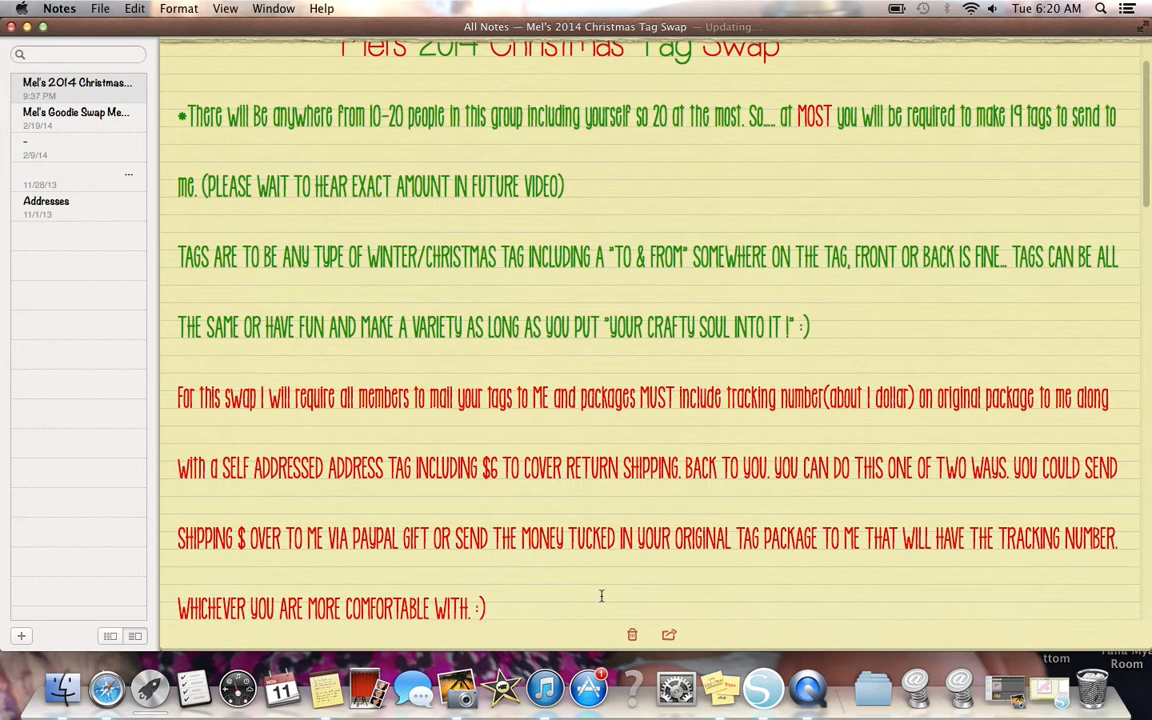 Notes File Edit Format View Window Help Tue 6:20 AM
All Notes — Mel's 2014 Christmas Tag Swap — Updating...
Mel's 2014 Christmas Tag Swap
Mel's 2014 Christmas...
9:37 PM
Mel's Goodie Swap Me...
2/19/14
-
2/9/14
...
11/28/13
Addresses
11/1/13
*There will Be anywhere from 10-20 people in this group including yourself so 20 at the most. So..... at MOST you will be required to make 19 tags to send to
me. (PLEASE WAIT TO HEAR EXACT AMOUNT IN FUTURE VIDEO)
TAGS ARE TO BE ANY TYPE OF WINTER/CHRISTMAS TAG INCLUDING A "TO & FROM" SOMEWHERE ON THE TAG, FRONT OR BACK IS FINE... TAGS CAN BE ALL
THE SAME OR HAVE FUN AND MAKE A VARIETY AS LONG AS YOU PUT "YOUR CRAFTY SOUL INTO IT !" :)
For this swap I will require all members to mail your tags to ME and packages MUST include tracking number(about 1 dollar) on original package to me along
with a SELF ADDRESSED ADDRESS TAG INCLUDING $6 TO COVER RETURN SHIPPING. BACK TO YOU. YOU CAN DO THIS ONE OF TWO WAYS. YOU COULD SEND
SHIPPING $ OVER TO ME VIA PAYPAL GIFT OR SEND THE MONEY TUCKED IN YOUR ORIGINAL TAG PACKAGE TO ME THAT WILL HAVE THE TRACKING NUMBER.
WHICHEVER YOU ARE MORE COMFORTABLE WITH. :)
ttom
Room
NOV
11
1